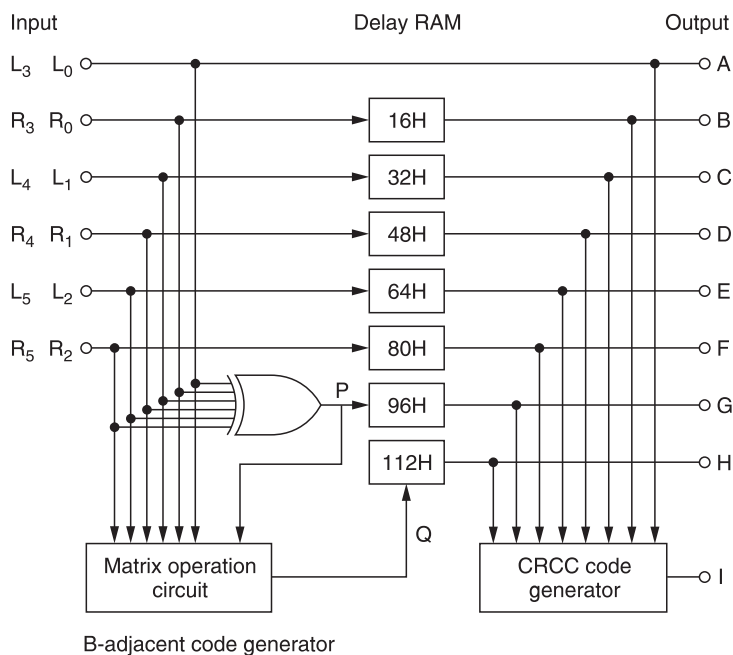 Input Delay RAM Output
L3 L0 A
R3 R0 16H B
L4 L1 32H C
R4 R1 48H D
L5 L2 64H E
R5 R2 80H F
P 96H G
112H H
Q
Matrix operation circuit CRCC code generator I
B-adjacent code generator